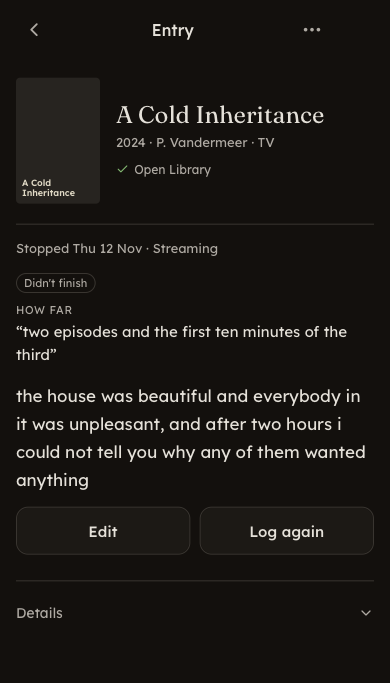 Entry
A Cold
Inheritance
A Cold Inheritance
2024 · P. Vandermeer · TV
Open Library
Stopped Thu 12 Nov · Streaming
Didn't finish
HOW FAR
“two episodes and the first ten minutes of the
third”
the house was beautiful and everybody in
it was unpleasant, and after two hours i
could not tell you why any of them wanted
anything
Edit
Log again
Details